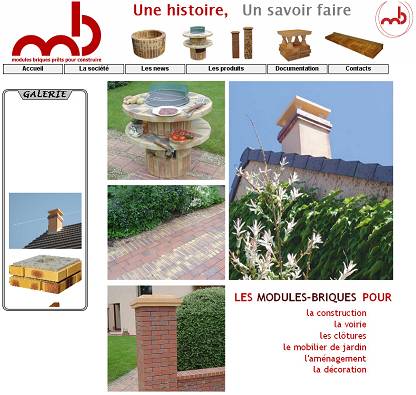 Une histoire, Un savoir faire
mb
modules briques prêts pour construire
Accueil La société Les news Les produits Documentation Contacts
GALERIE
LES MODULES-BRIQUES POUR
la construction
la voirie
les clôtures
le mobilier de jardin
l'aménagement
la décoration